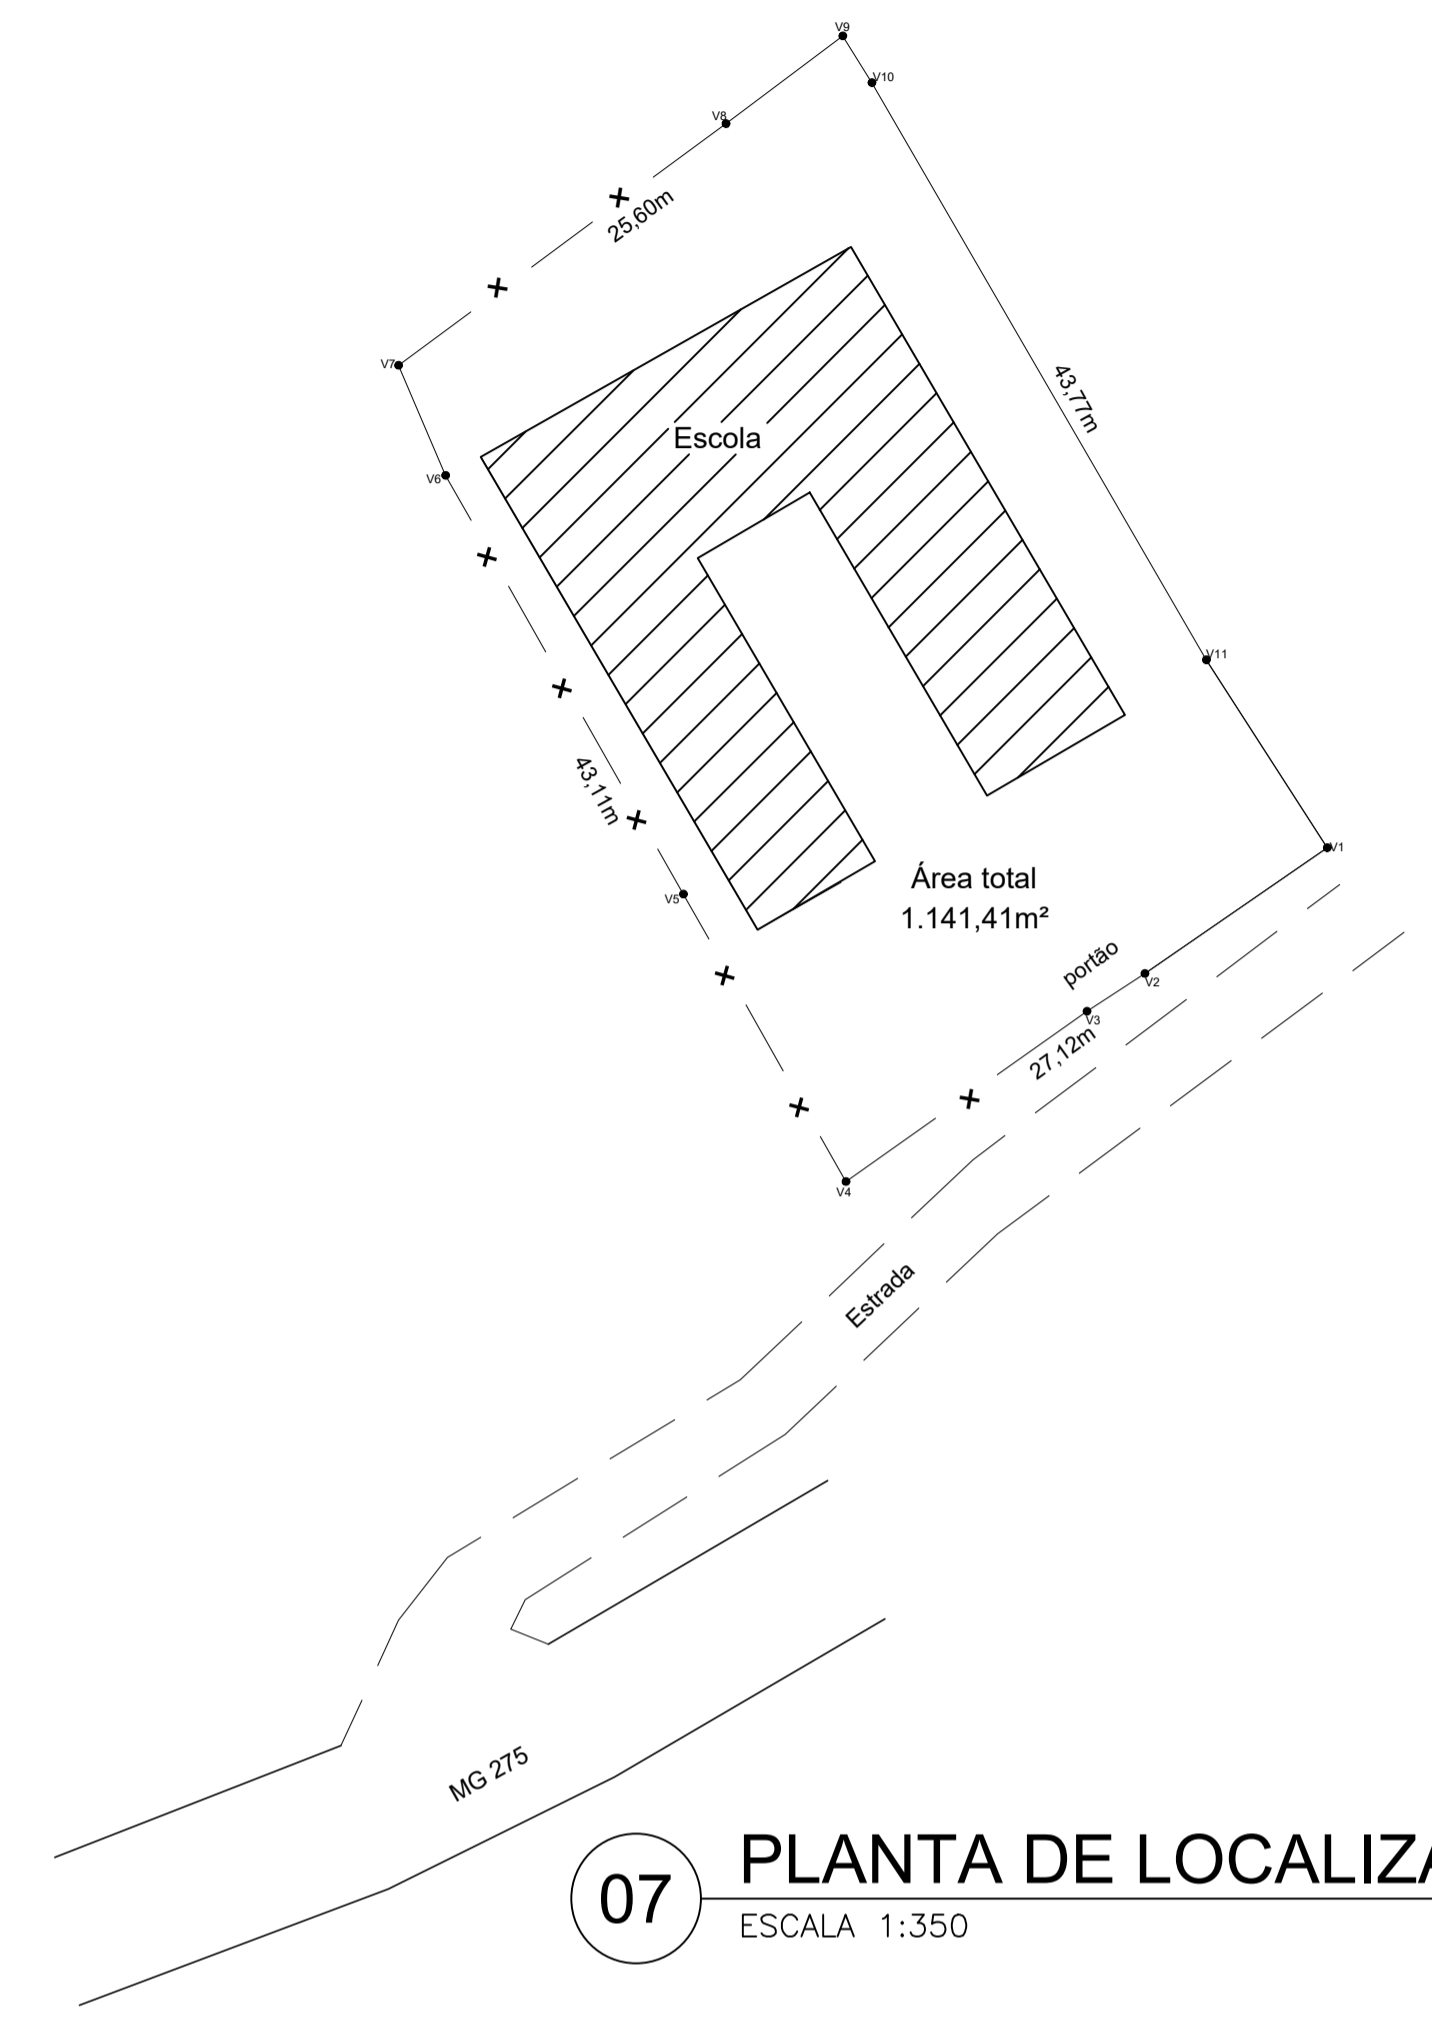 V9
V10
V8
25,60m
V7
43,77m
Escola
V6
V11
43,11m
V1
Área total
1.141,41m²
V5
portão
V2
V3
27,12m
V4
Estrada
MG 275
07
PLANTA DE LOCALIZA
ESCALA 1:350